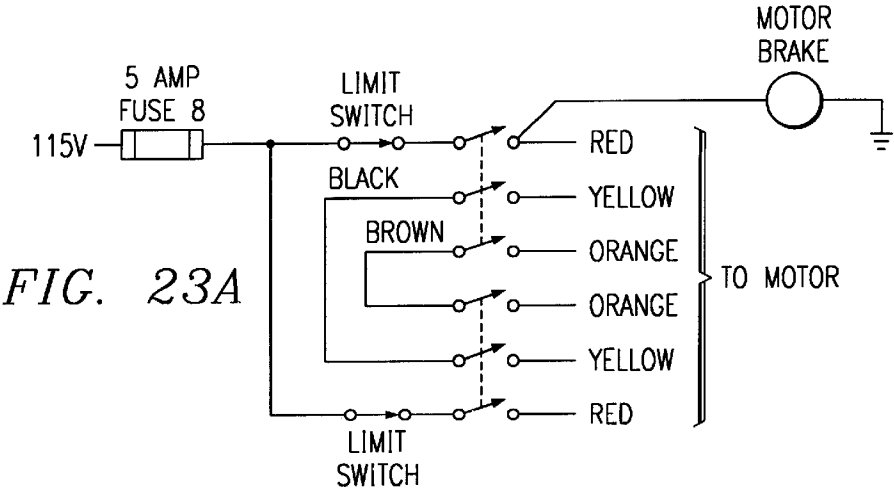 MOTOR
BRAKE
5 AMP
FUSE 8
LIMIT
SWITCH
115V
RED
BLACK
YELLOW
BROWN
ORANGE
FIG. 23A
TO MOTOR
ORANGE
YELLOW
RED
LIMIT
SWITCH